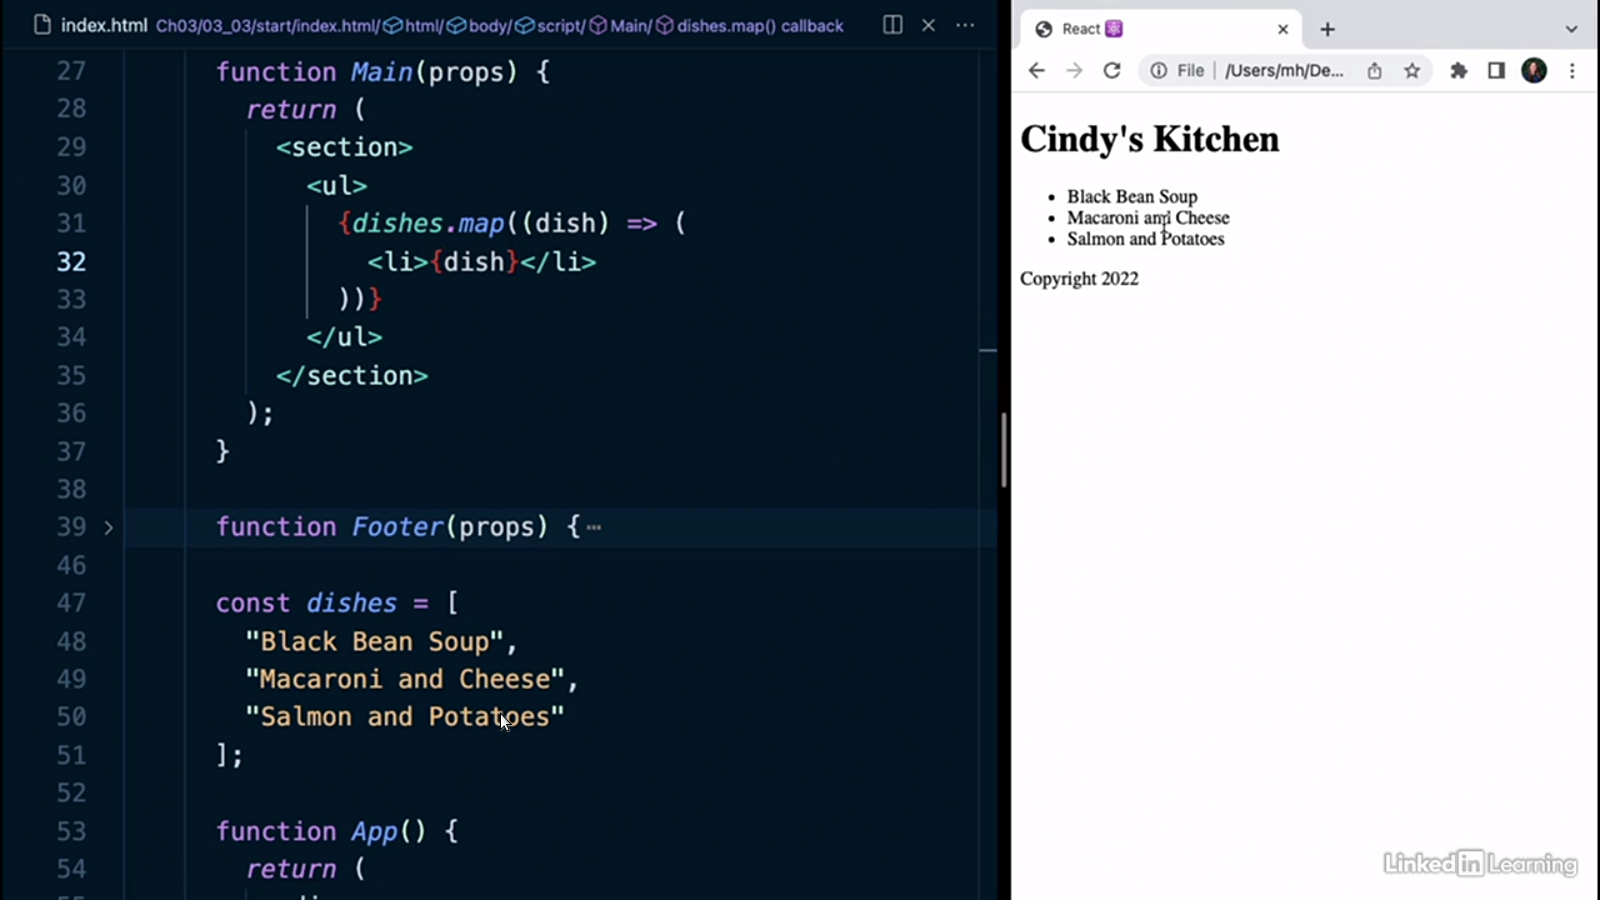 index.html Ch03/03_03/start/index.html/ html/ body/ script/ Main/ dishes.map() callback
27 function Main(props) {
28 return (
29 <section>
30 <ul>
31 {dishes.map((dish) => (
32 <li>{dish}</li>
33 ))}
34 </ul>
35 </section>
36 );
37 }
38
39 function Footer(props) {
46
47 const dishes = [
48 "Black Bean Soup",
49 "Macaroni and Cheese",
50 "Salmon and Potatoes"
51 ];
52
53 function App() {
54 return (
React
File /Users/mh/De...
Cindy's Kitchen
Black Bean Soup
Macaroni and Cheese
Salmon and Potatoes
Copyright 2022
LinkedIn Learning